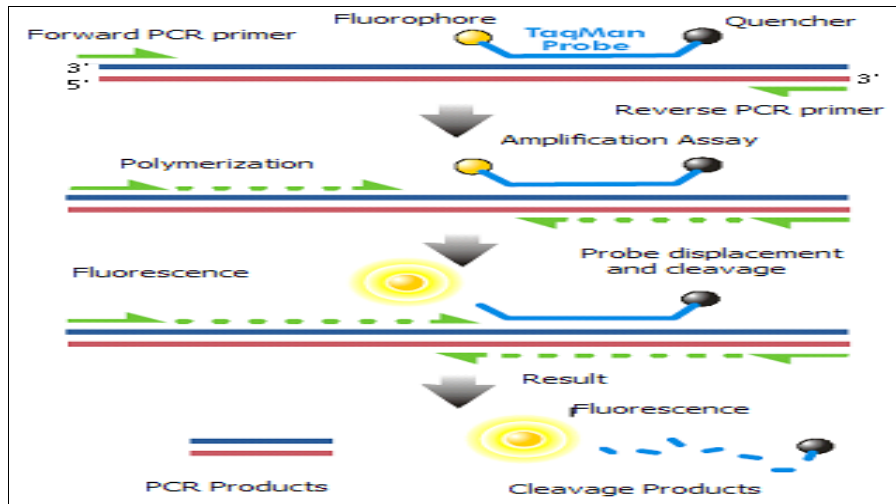 Fluorophore
Quencher
Forward PCR primer
TaqMan
Probe
3'
5'
3'
Reverse PCR primer
Amplification Assay
Polymerization
Probe displacement
and cleavage
Fluorescence
Result
Fluorescence
PCR Products
Cleavage Products